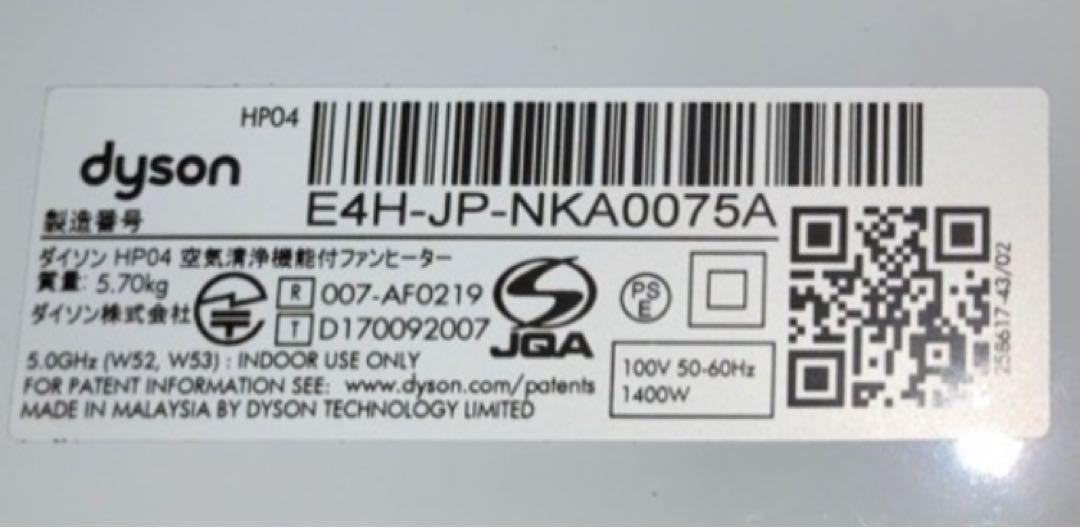 HP04
dyson
製造番号 E4H-JP-NKA0075A
ダイソン HP04 空気清浄機能付ファンヒーター
質量: 5.70kg
ダイソン株式会社
R 007-AF0219
T D170092007
JQA
PS
E
5.0GHz (W52, W53) : INDOOR USE ONLY
FOR PATENT INFORMATION SEE: www.dyson.com/patents
MADE IN MALAYSIA BY DYSON TECHNOLOGY LIMITED
100V 50-60Hz
1400W
258617-43/02